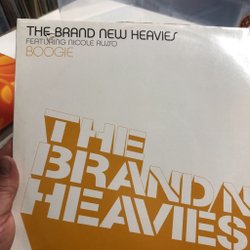 THE BRAND NEW HEAVIES
FEATURING NICOLE RUSSO
BOOGIE
THE
BRAND N
HEAVIES